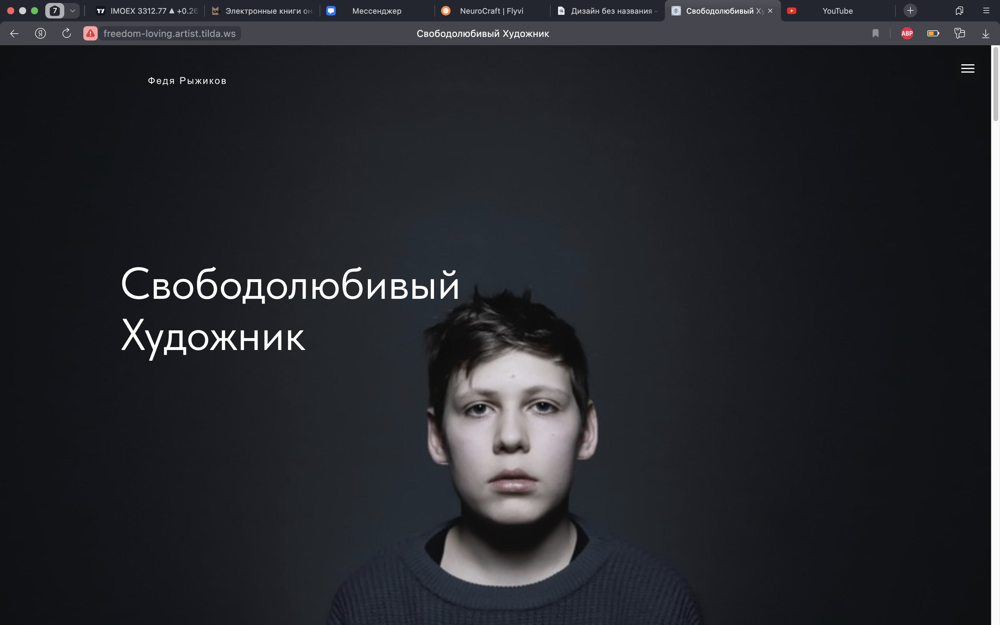 7
IMOEX 3312.77 ▲ +0.26
Электронные книги он
Мессенджер
NeuroCraft | Flyvi
Дизайн без названия -
Свободолюбивый Ху
YouTube
freedom-loving.artist.tilda.ws
Свободолюбивый Художник
ABP
Федя Рыжиков
Свободолюбивый
Художник